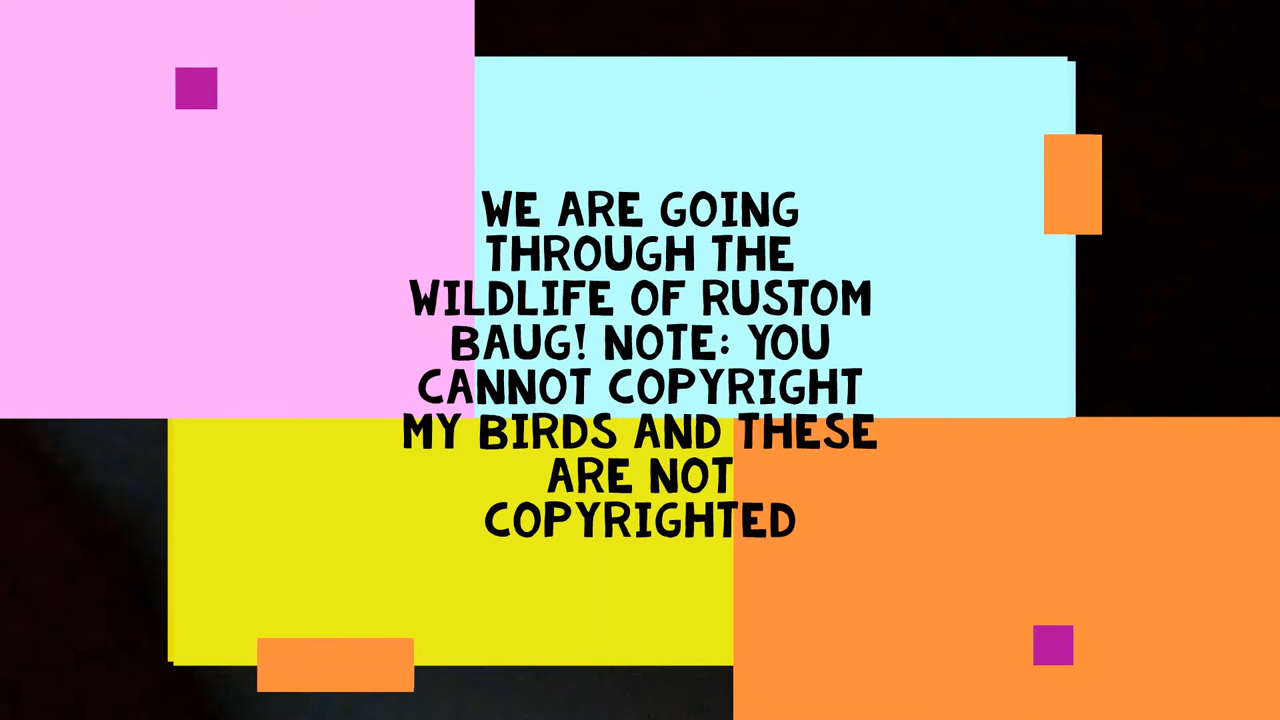 WE ARE GOING
THROUGH THE
WILDLIFE OF RUSTOM
BAUG! NOTE: YOU
CANNOT COPYRIGHT
MY BIRDS AND THESE
ARE NOT
COPYRIGHTED